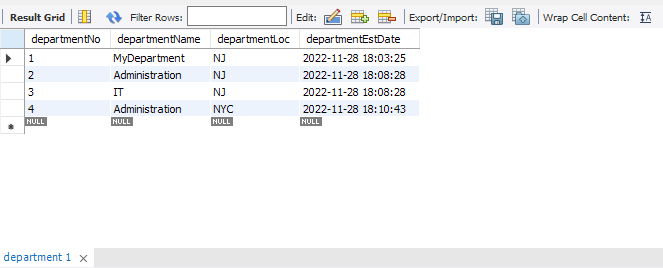 Result Grid Filter Rows: Edit: Export/Import: Wrap Cell Content: IA
departmentNo departmentName departmentLoc departmentEstDate
1 MyDepartment NJ 2022-11-28 18:03:25
2 Administration NJ 2022-11-28 18:08:28
3 IT NJ 2022-11-28 18:08:28
4 Administration NYC 2022-11-28 18:10:43
NULL NULL NULL NULL
department 1